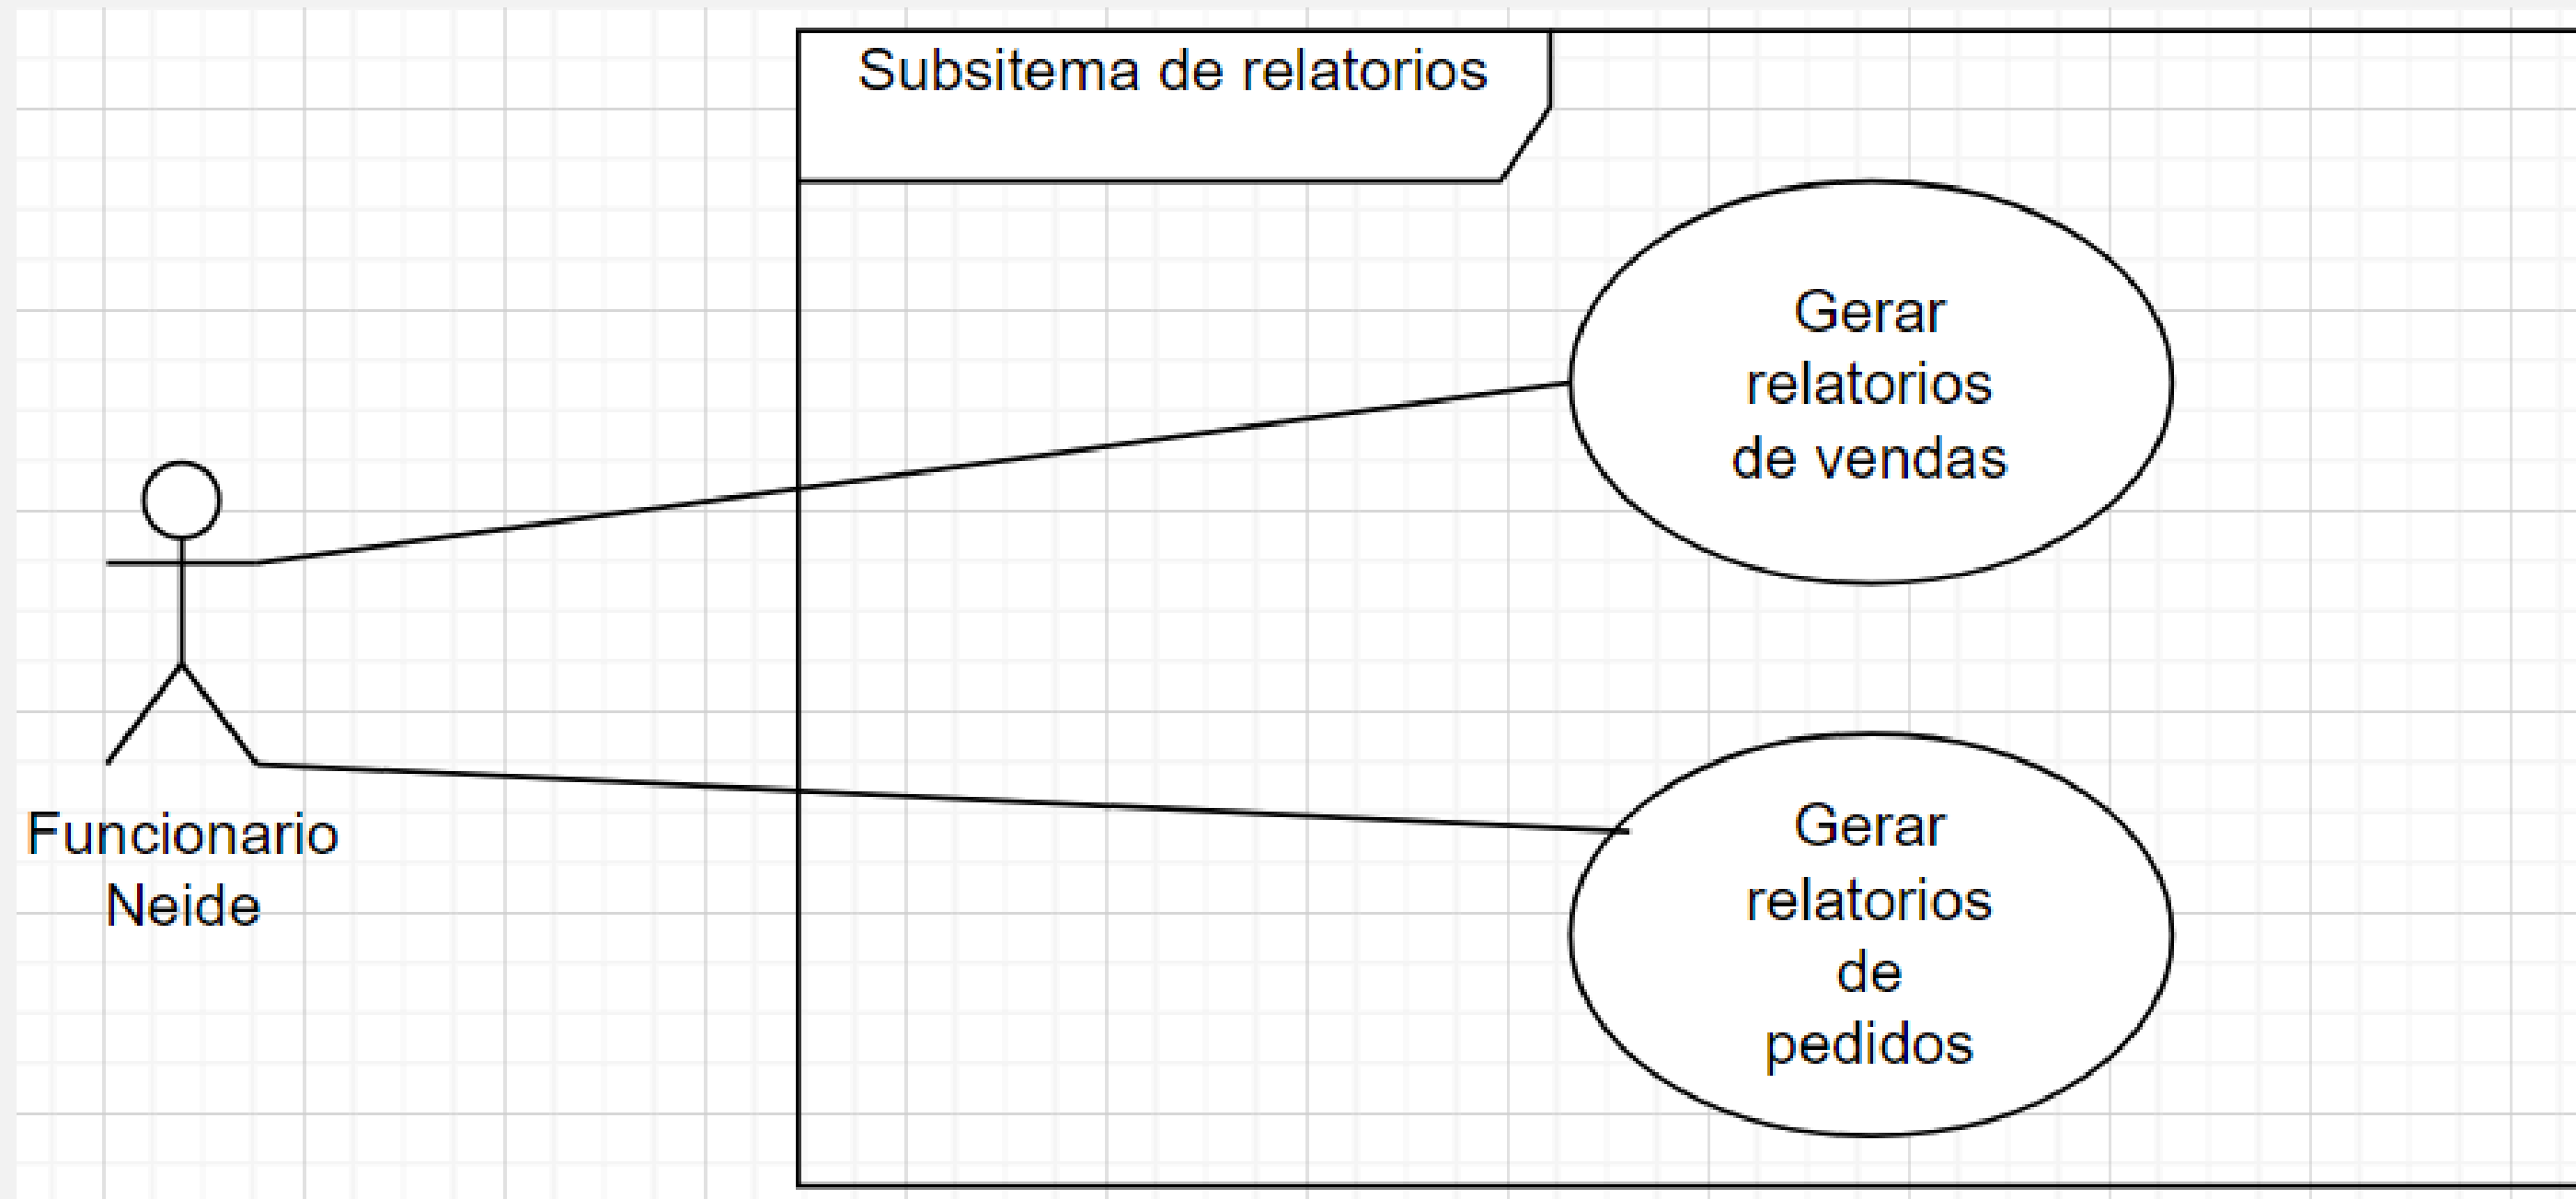 Subsitema de relatorios
Gerar
relatorios
de vendas
Funcionario
Neide
Gerar
relatorios
de
pedidos